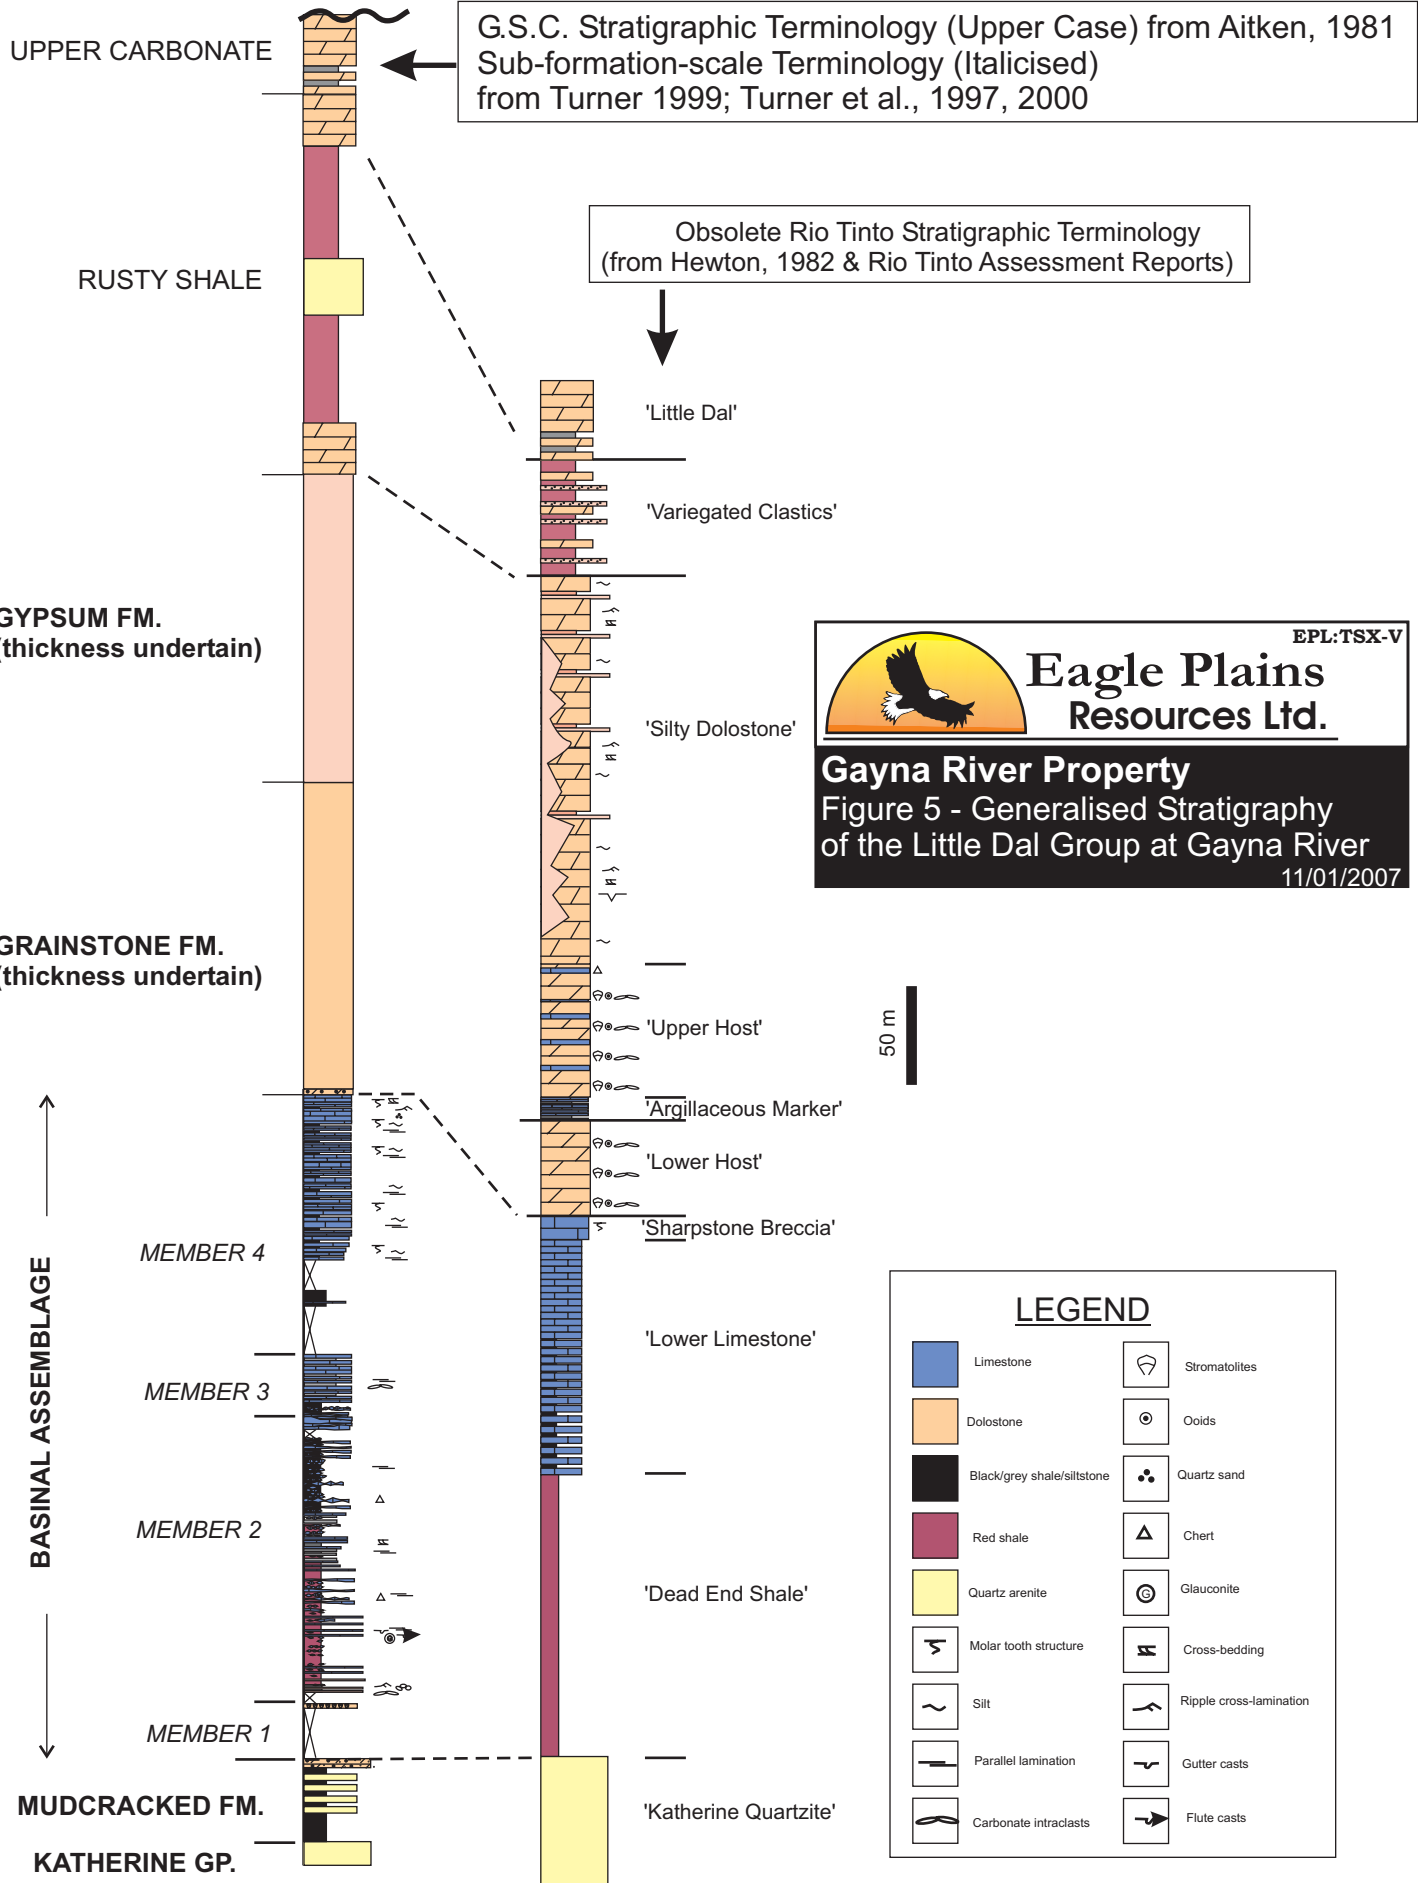 UPPER CARBONATE
G.S.C. Stratigraphic Terminology (Upper Case) from Aitken, 1981
Sub-formation-scale Terminology (Italicised)
from Turner 1999; Turner et al., 1997, 2000
RUSTY SHALE
Obsolete Rio Tinto Stratigraphic Terminology
(from Hewton, 1982 & Rio Tinto Assessment Reports)
'Little Dal'
'Variegated Clastics'
GYPSUM FM.
(thickness undertain)
'Silty Dolostone'
EPL:TSX-V
Eagle Plains
Resources Ltd.
Gayna River Property
Figure 5 - Generalised Stratigraphy
of the Little Dal Group at Gayna River
11/01/2007
GRAINSTONE FM.
(thickness undertain)
'Upper Host'
50 m
'Argillaceous Marker'
'Lower Host'
'Sharpstone Breccia'
BASINAL ASSEMBLAGE
MEMBER 4
'Lower Limestone'
MEMBER 3
MEMBER 2
'Dead End Shale'
MEMBER 1
MUDCRACKED FM.
'Katherine Quartzite'
KATHERINE GP.
LEGEND
Limestone
Stromatolites
Dolostone
Ooids
Black/grey shale/siltstone
Quartz sand
Red shale
Chert
Quartz arenite
G
Glauconite
Molar tooth structure
Cross-bedding
Silt
Ripple cross-lamination
Parallel lamination
Gutter casts
Carbonate intraclasts
Flute casts